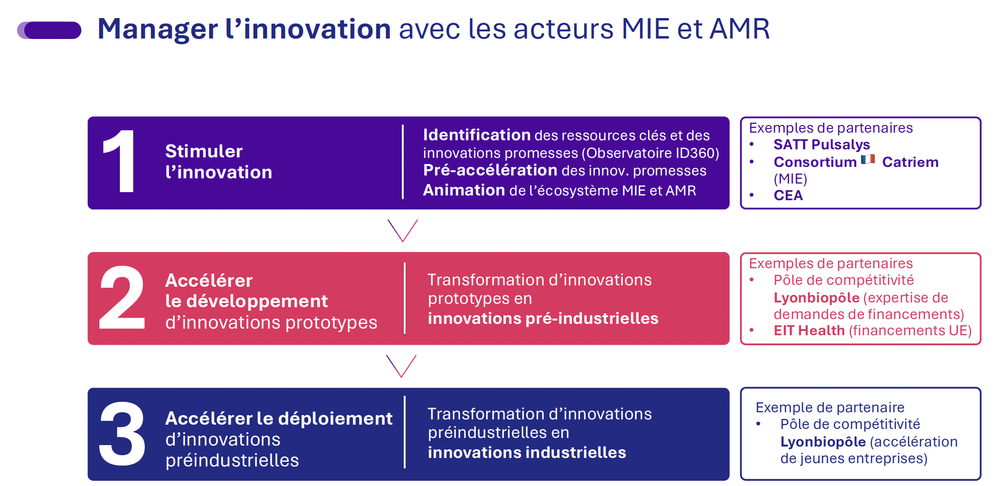 Manager l’innovation avec les acteurs MIE et AMR
1
Stimuler
l’innovation
Identification des ressources clés et des
innovations promesses (Observatoire ID360)
Pré-accélération des innov. promesses
Animation de l’écosystème MIE et AMR
Exemples de partenaires
• SATT Pulsalys
• Consortium 🇫🇷 Catriem
(MIE)
• CEA
2
Accélérer
le développement
d’innovations prototypes
Transformation d’innovations
prototypes en
innovations pré-industrielles
Exemples de partenaires
• Pôle de compétitivité
Lyonbiopôle (expertise de
demandes de financements)
• EIT Health (financements UE)
3
Accélérer le déploiement
d’innovations
préindustrielles
Transformation d’innovations
préindustrielles en
innovations industrielles
Exemple de partenaire
• Pôle de compétitivité
Lyonbiopôle (accélération
de jeunes entreprises)